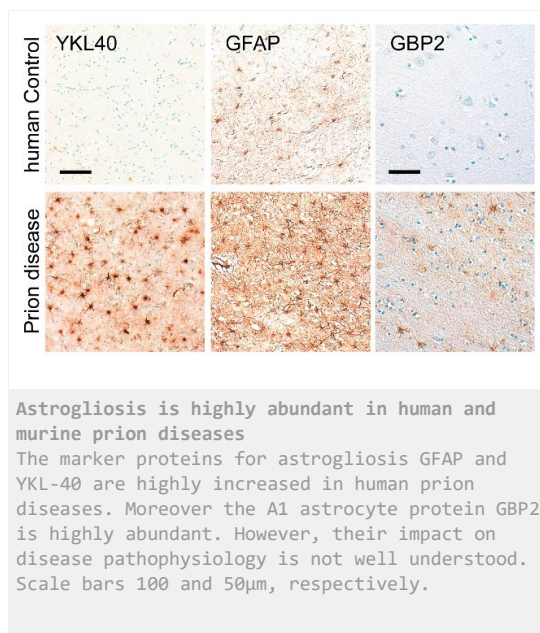 YKL40 GFAP GBP2
human Control
Prion disease
Astrogliosis is highly abundant in human and
murine prion diseases
The marker proteins for astrogliosis GFAP and
YKL-40 are highly increased in human prion
diseases. Moreover the A1 astrocyte protein GBP2
is highly abundant. However, their impact on
disease pathophysiology is not well understood.
Scale bars 100 and 50µm, respectively.